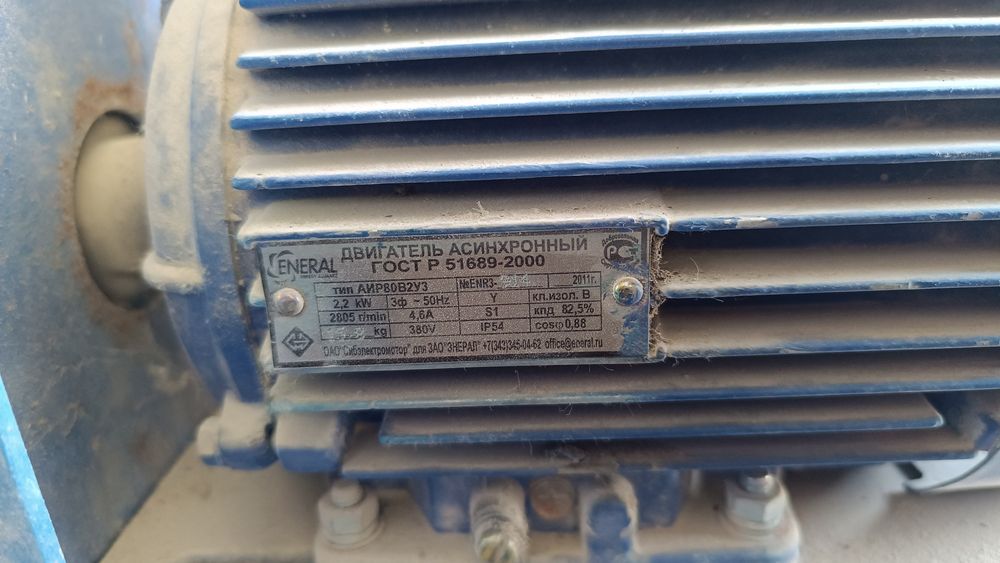 ENERAL
ДВИГАТЕЛЬ АСИНХРОННЫЙ
ГОСТ Р 51689-2000
тип АИР80В2У3 №ENR3- 2011г.
2,2 kW 3ф ~ 50Hz Y кл.изол. В
2805 r/min 4,6A S1 кпд 82,5%
kg 380V IP54 cosφ 0,88
ОАО "Сибэлектромотор" для ЗАО "ЭНЕРАЛ" +7(343)345-04-62 office@eneral.ru